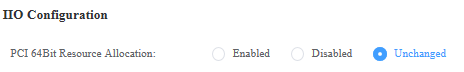 IIO Configuration
PCI 64Bit Resource Allocation: Enabled Disabled Unchanged